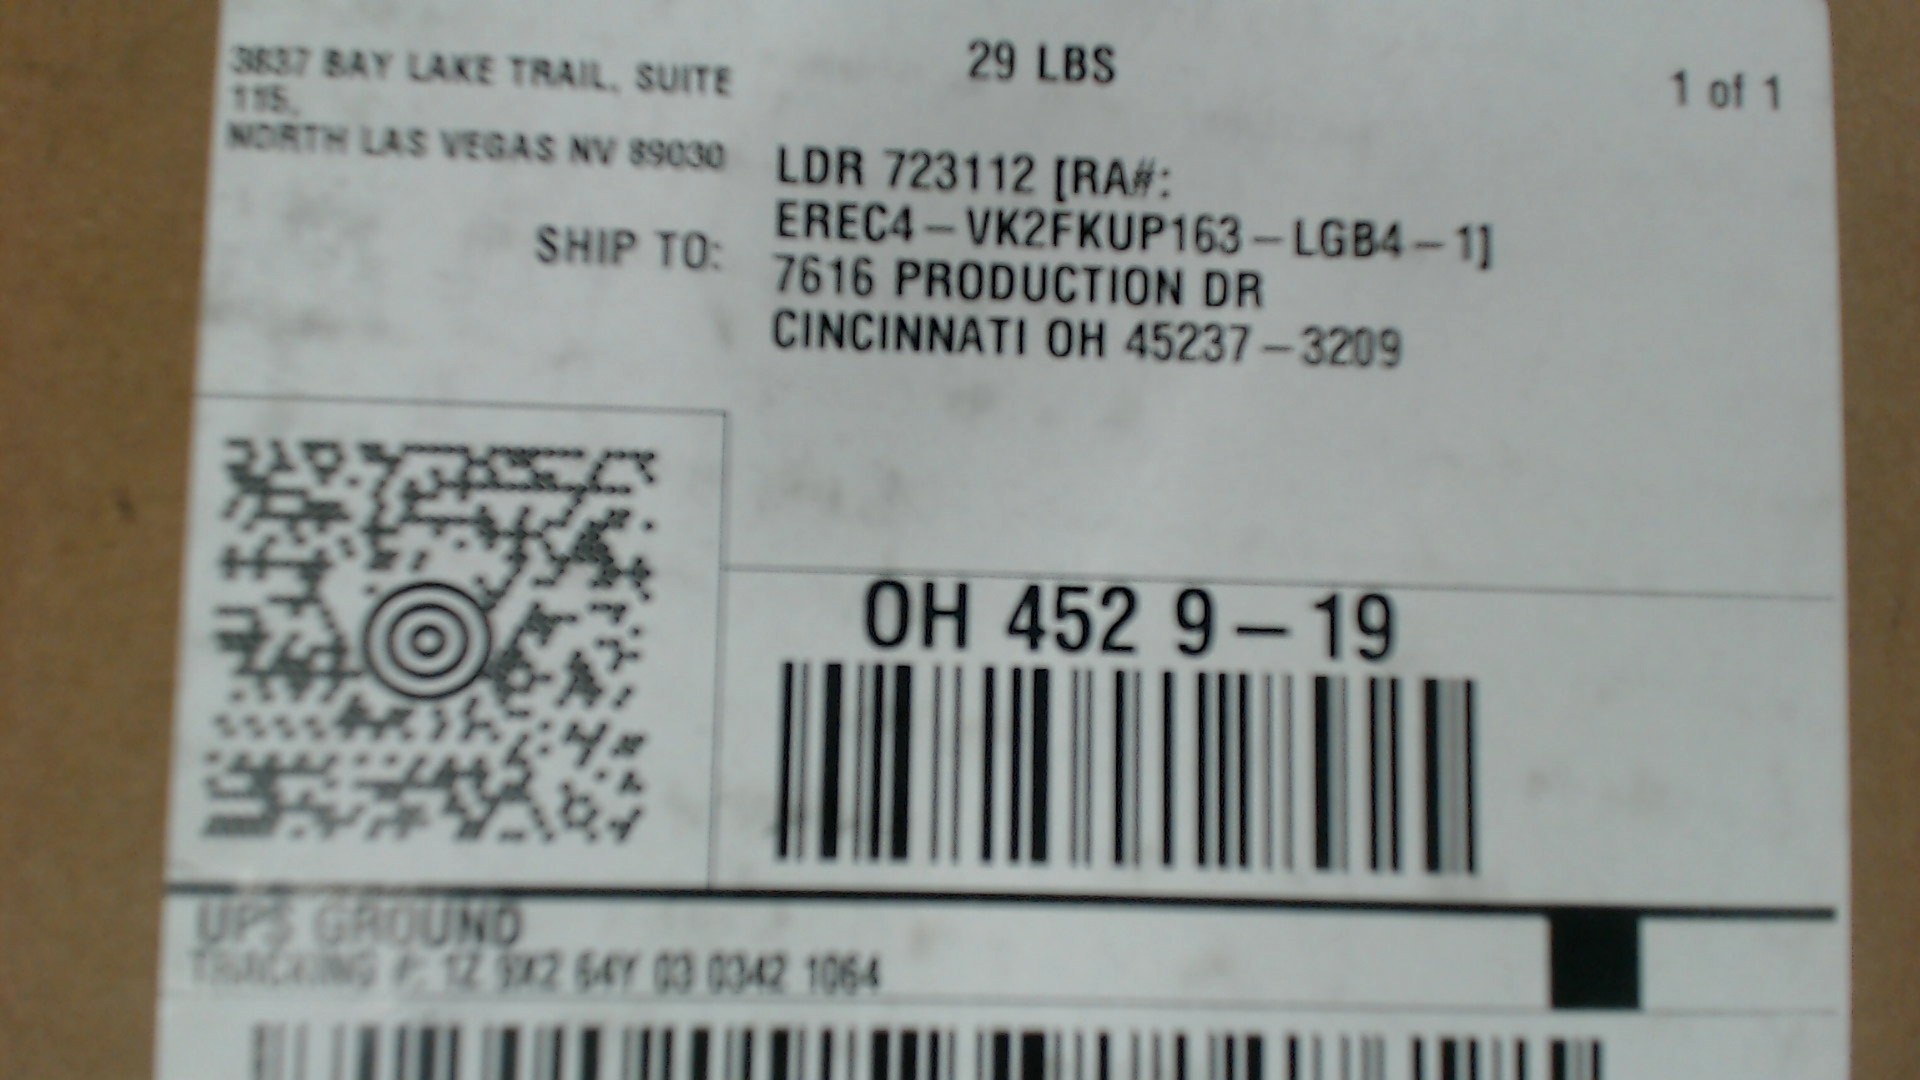 3837 BAY LAKE TRAIL, SUITE
115,
NORTH LAS VEGAS NV 89030
29 LBS
1 of 1
SHIP TO:
LDR 723112 [RA#:
EREC4-VK2FKUP163-LGB4-1]
7616 PRODUCTION DR
CINCINNATI OH 45237-3209
OH 452 9-19
UPS GROUND
TRACKING #: 1Z 9X2 64Y 03 0342 1064